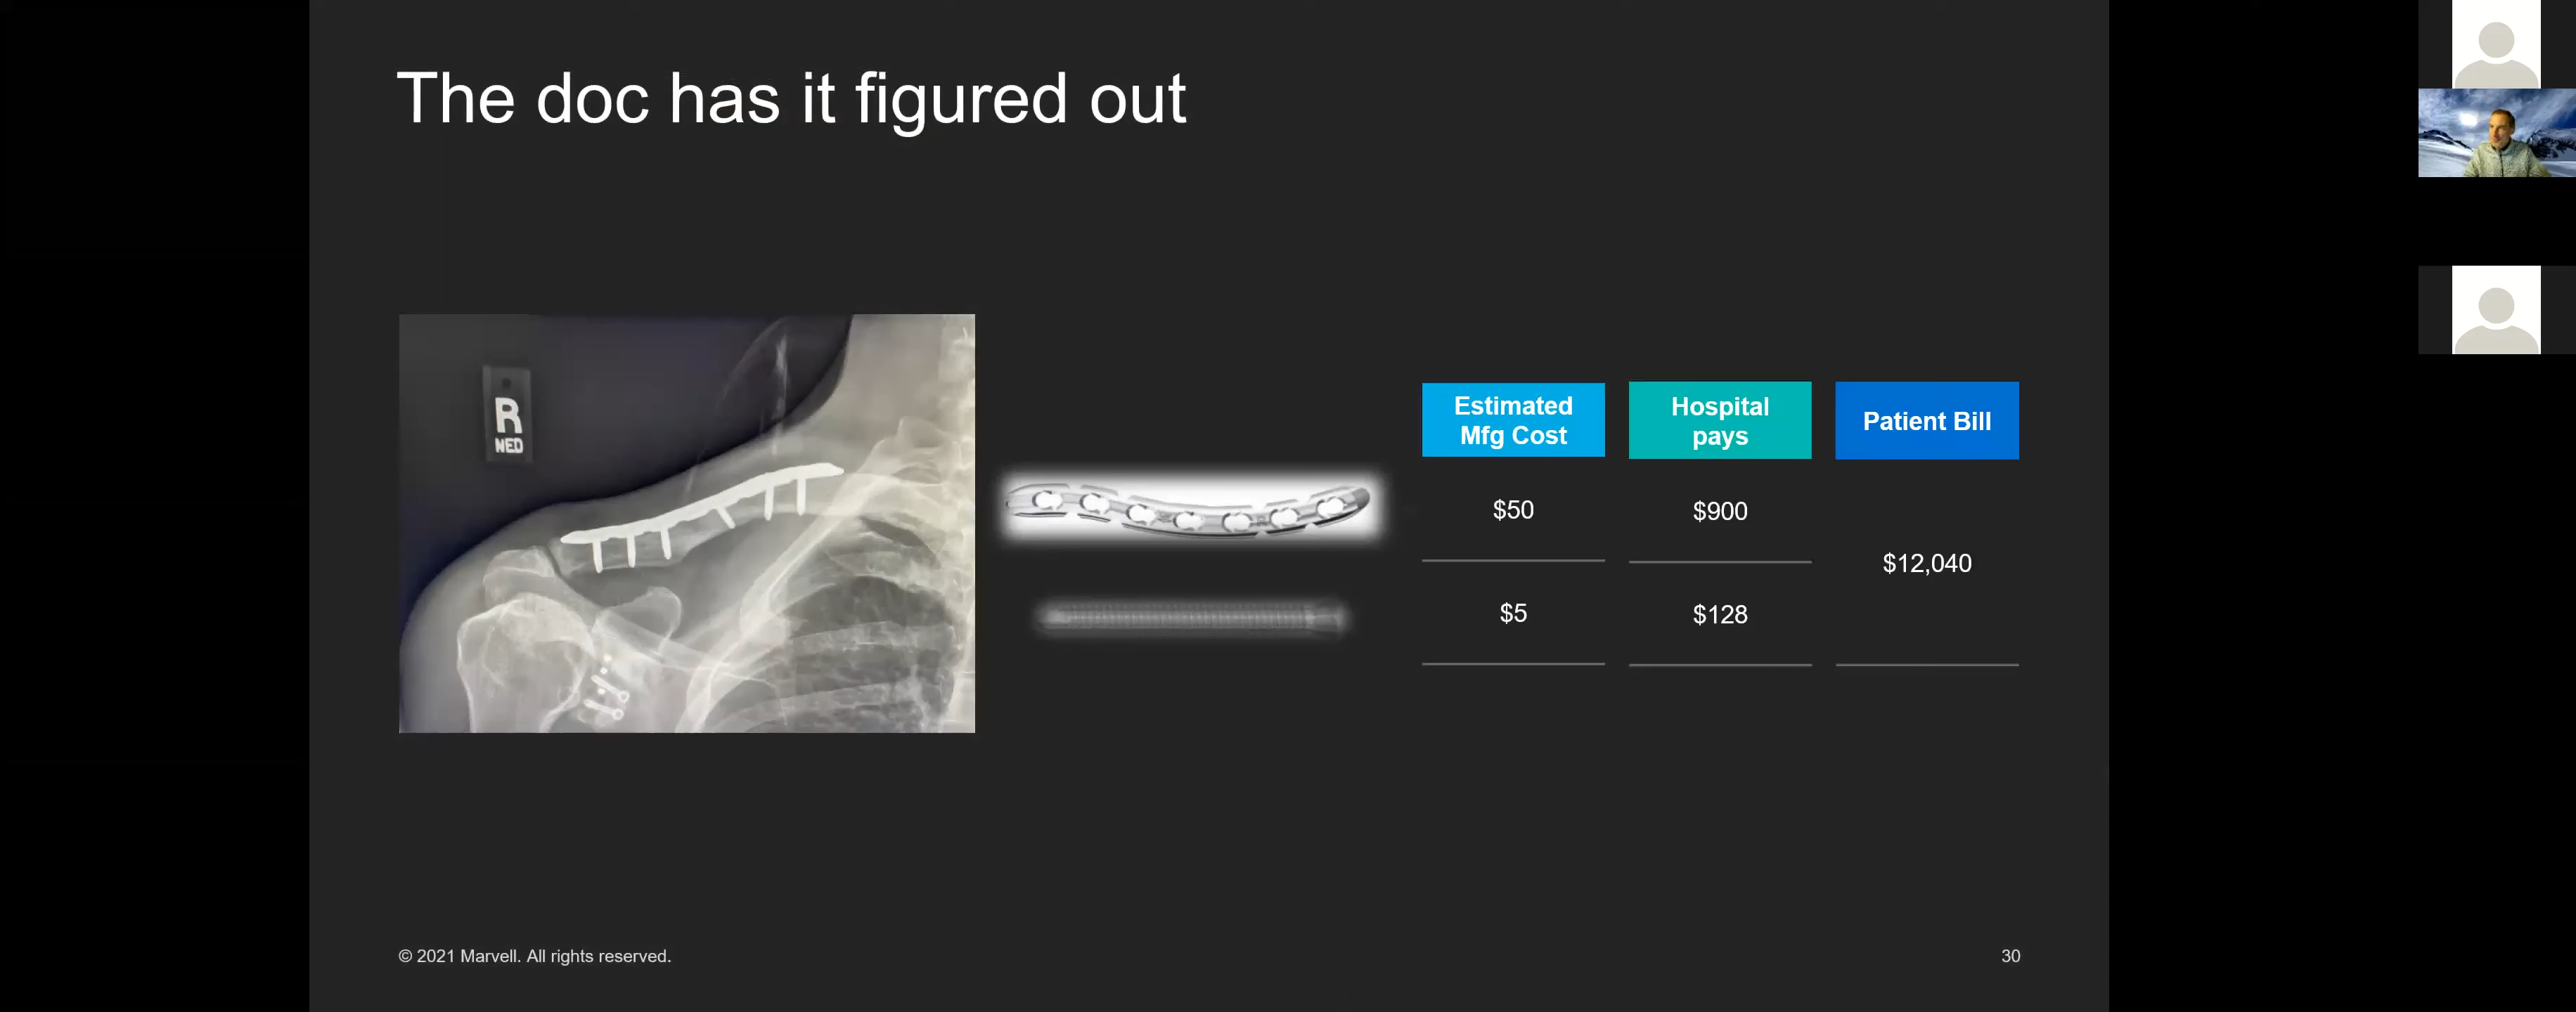 The doc has it figured out
R
NED
Estimated
Mfg Cost
Hospital
pays
Patient Bill
$50
$900
$12,040
$5
$128
© 2021 Marvell. All rights reserved.
30